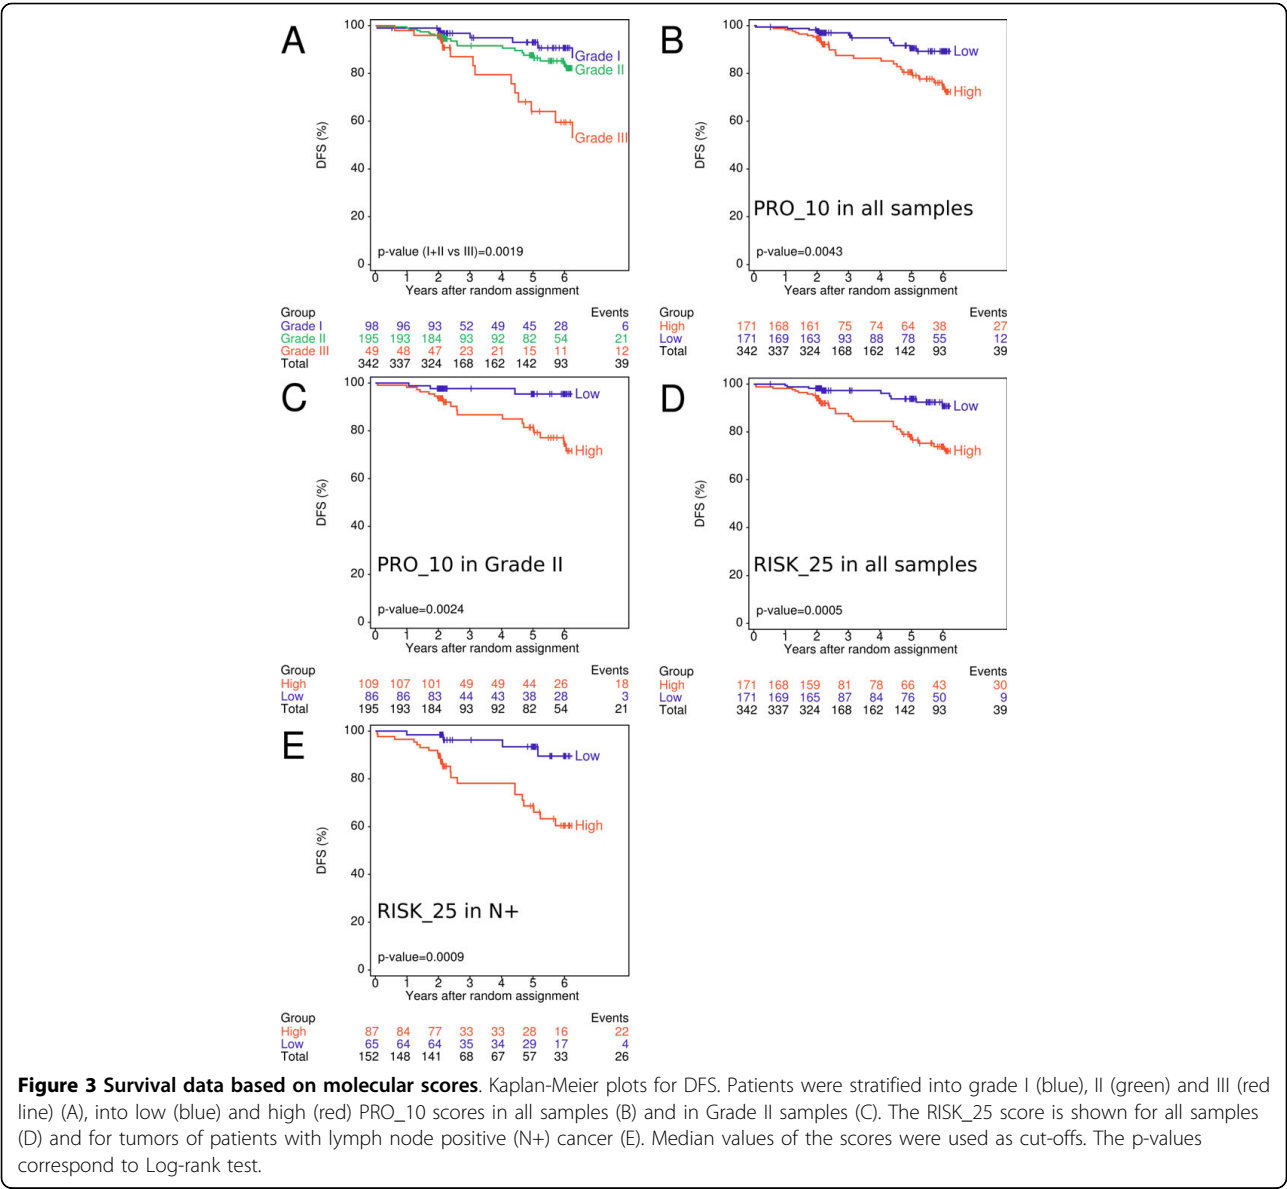 A
100
80
60
40
20
0
DFS (%)
Grade I
Grade II
Grade III
p-value (I+II vs III)=0.0019
0 1 2 3 4 5 6
Years after random assignment
Group Events
Grade I 98 96 93 52 49 45 28 6
Grade II 195 193 184 93 92 82 54 21
Grade III 49 48 47 23 21 15 11 12
Total 342 337 324 168 162 142 93 39
B
100
80
60
40
20
0
DFS (%)
Low
High
PRO_10 in all samples
p-value=0.0043
0 1 2 3 4 5 6
Years after random assignment
Group Events
High 171 168 161 75 74 64 38 27
Low 171 169 163 93 88 78 55 12
Total 342 337 324 168 162 142 93 39
C
100
80
60
40
20
0
DFS (%)
Low
High
PRO_10 in Grade II
p-value=0.0024
0 1 2 3 4 5 6
Years after random assignment
Group Events
High 109 107 101 49 49 44 26 18
Low 86 86 83 44 43 38 28 3
Total 195 193 184 93 92 82 54 21
D
100
80
60
40
20
0
DFS (%)
Low
High
RISK_25 in all samples
p-value=0.0005
0 1 2 3 4 5 6
Years after random assignment
Group Events
High 171 168 159 81 78 66 43 30
Low 171 169 165 87 84 76 50 9
Total 342 337 324 168 162 142 93 39
E
100
80
60
40
20
0
DFS (%)
Low
High
RISK_25 in N+
p-value=0.0009
0 1 2 3 4 5 6
Years after random assignment
Group Events
High 87 84 77 33 33 28 16 22
Low 65 64 64 35 34 29 17 4
Total 152 148 141 68 67 57 33 26
Figure 3 Survival data based on molecular scores. Kaplan-Meier plots for DFS. Patients were stratified into grade I (blue), II (green) and III (red
line) (A), into low (blue) and high (red) PRO_10 scores in all samples (B) and in Grade II samples (C). The RISK_25 score is shown for all samples
(D) and for tumors of patients with lymph node positive (N+) cancer (E). Median values of the scores were used as cut-offs. The p-values
correspond to Log-rank test.